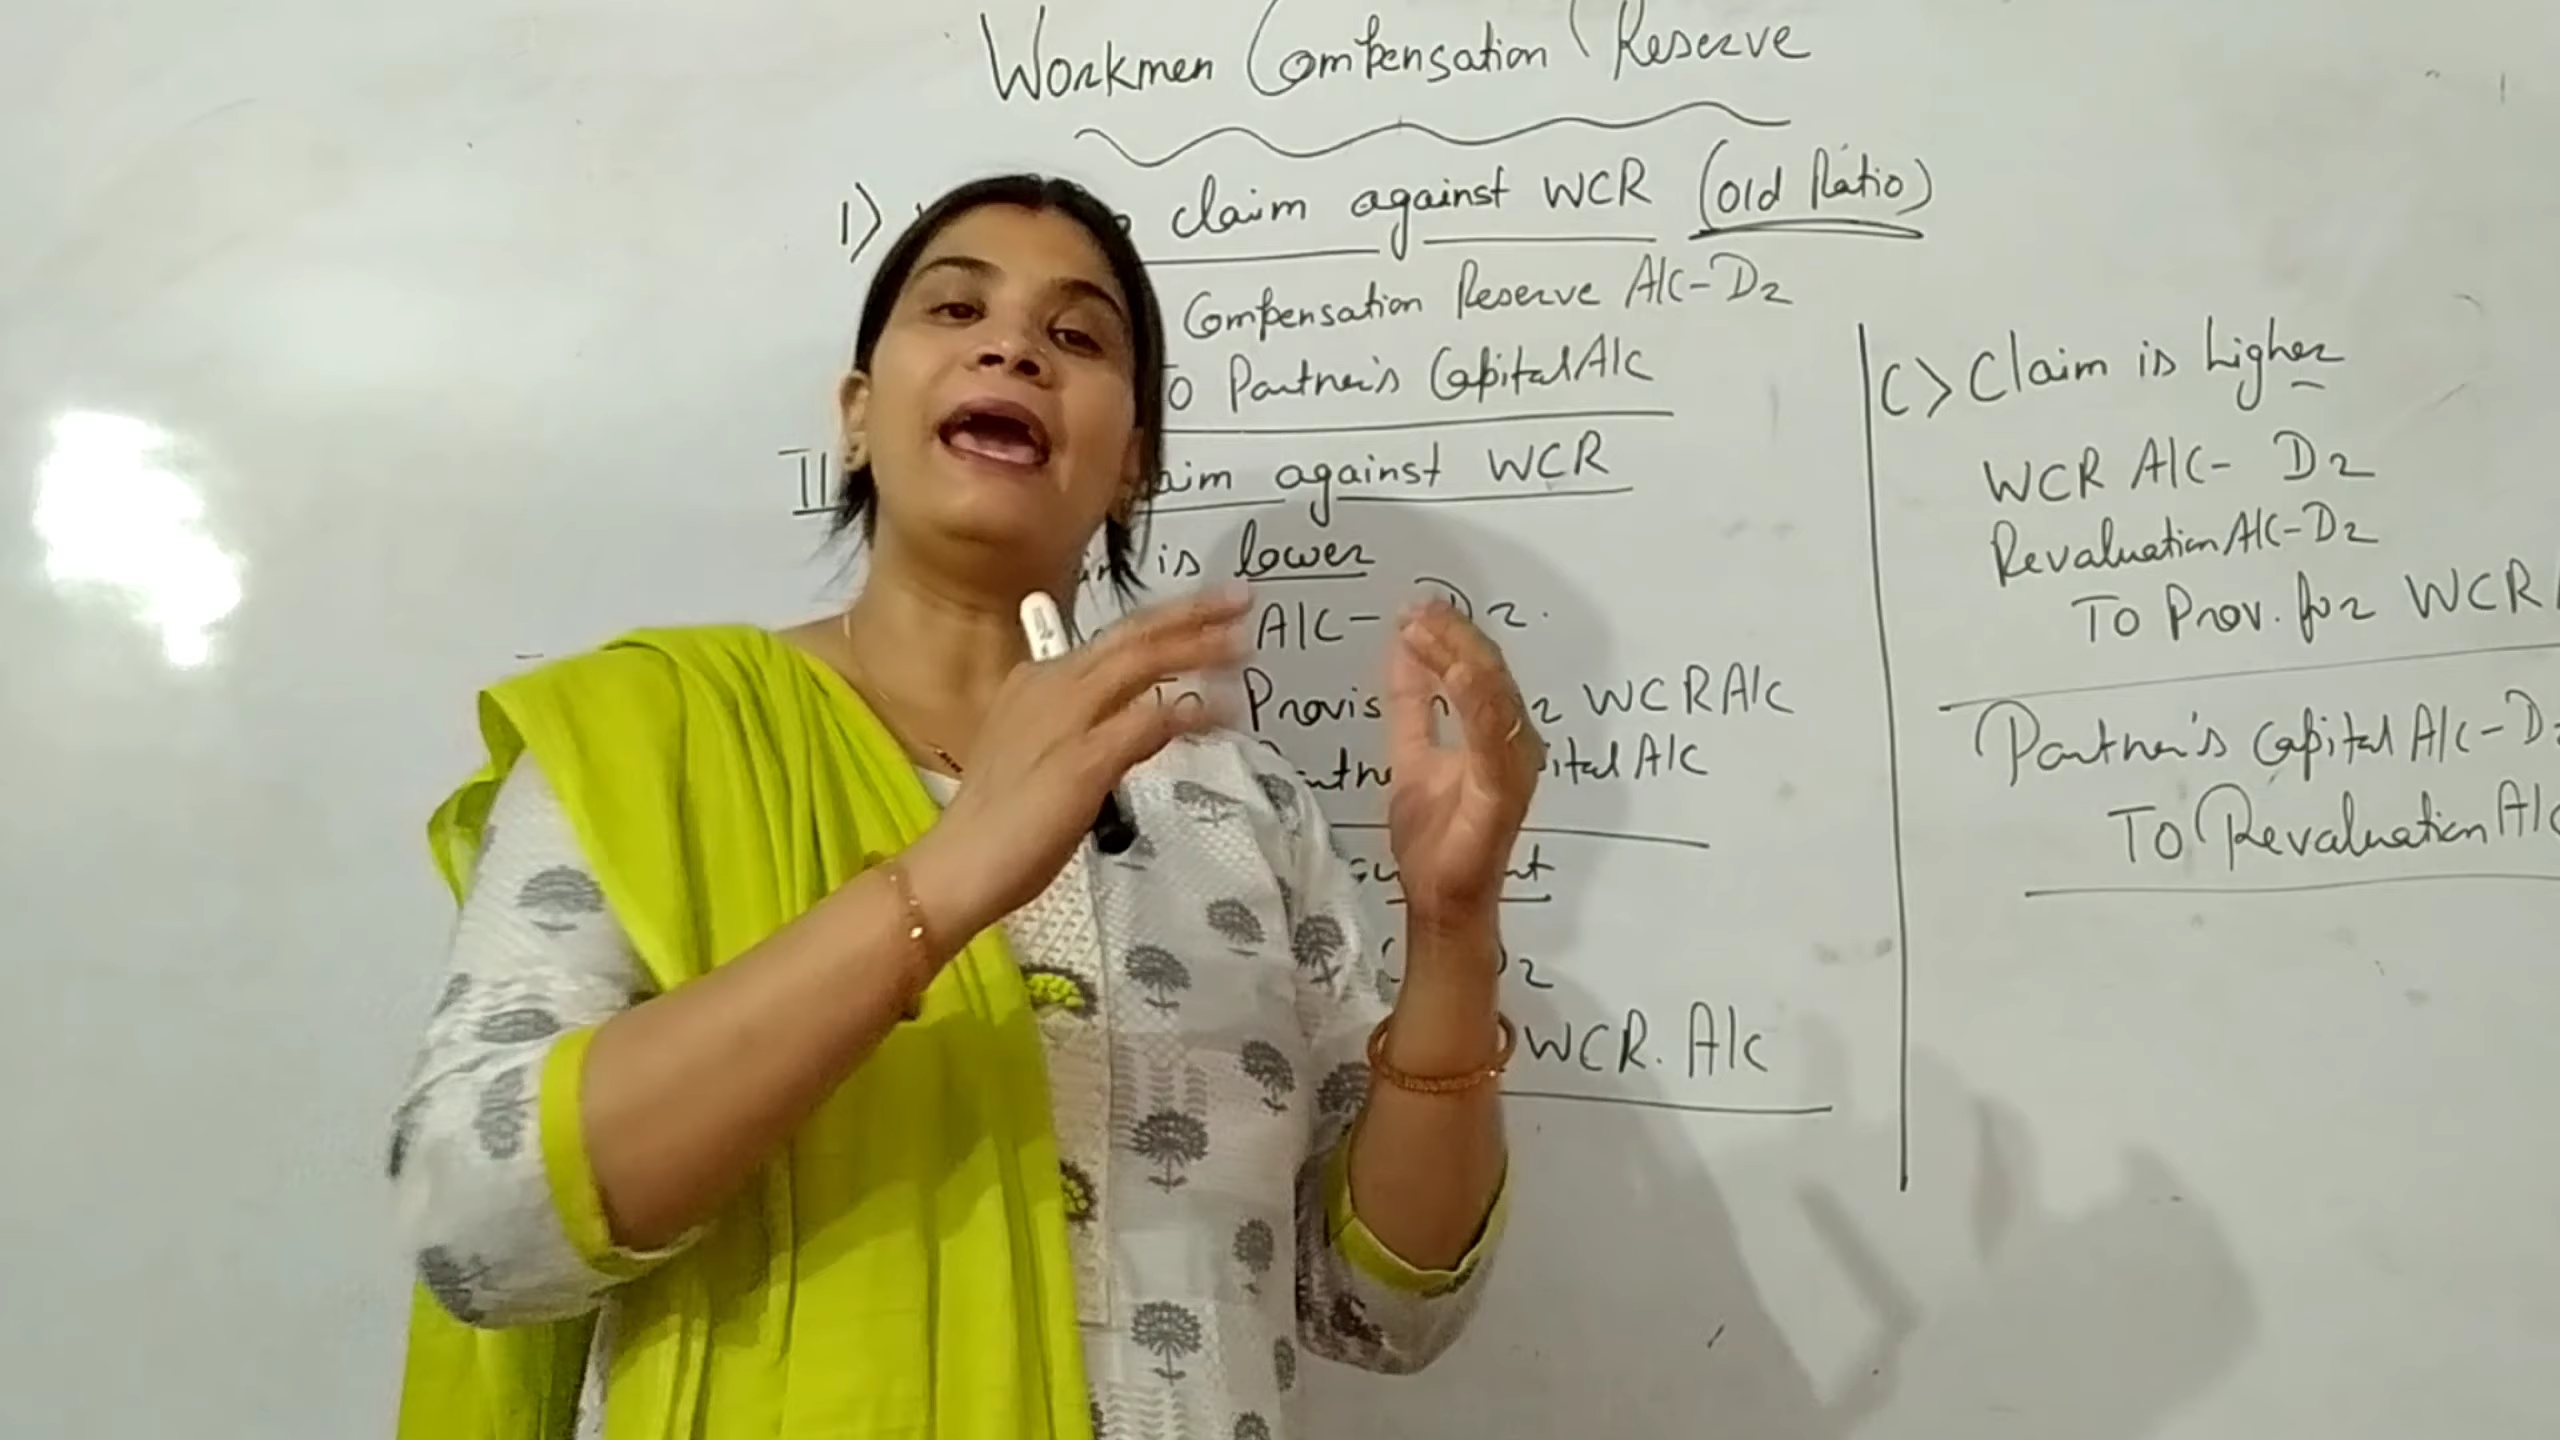 Workmen Compensation Reserve
1) claim against WCR (Old Ratio)
Compensation Reserve A/c - Dr
To Partner's Capital A/c
II against WCR
is lower
A/c - Dr.
To WCR A/c
A/c
WCR. A/c
C) Claim is higher
WCR A/c - Dr
Revaluation A/c - Dr
To Prov. for WCR
Partner's Capital A/c - Dr
To Revaluation A/c